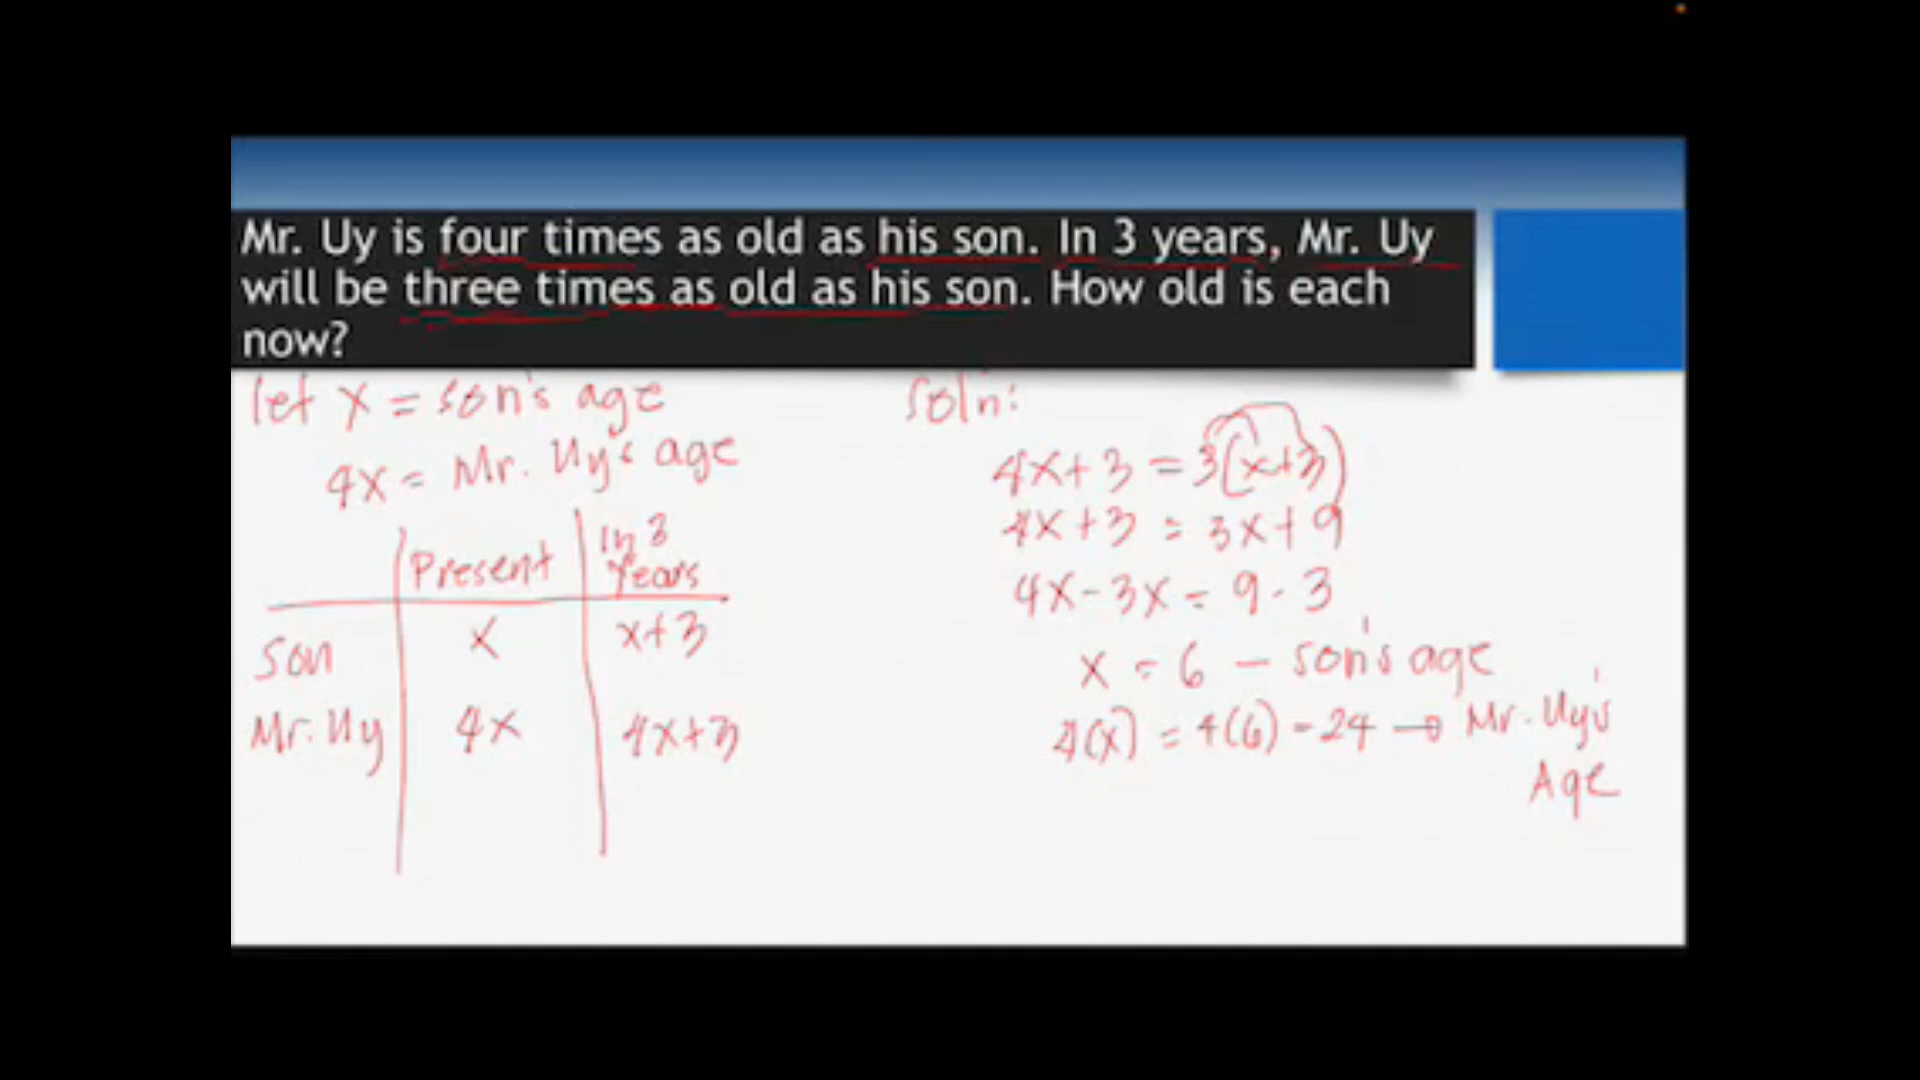 Mr. Uy is four times as old as his son. In 3 years, Mr. Uy
will be three times as old as his son. How old is each
now?
let x = son's age
4x = Mr. Uy's age
Present
In 3
Years
Son
x
x+3
Mr. Uy
4x
4x+3
Sol'n:
4x+3 = 3(x+3)
4x+3 = 3x+9
4x-3x = 9-3
x = 6 - son's age
4(x) = 4(6) = 24 → Mr. Uy's
Age